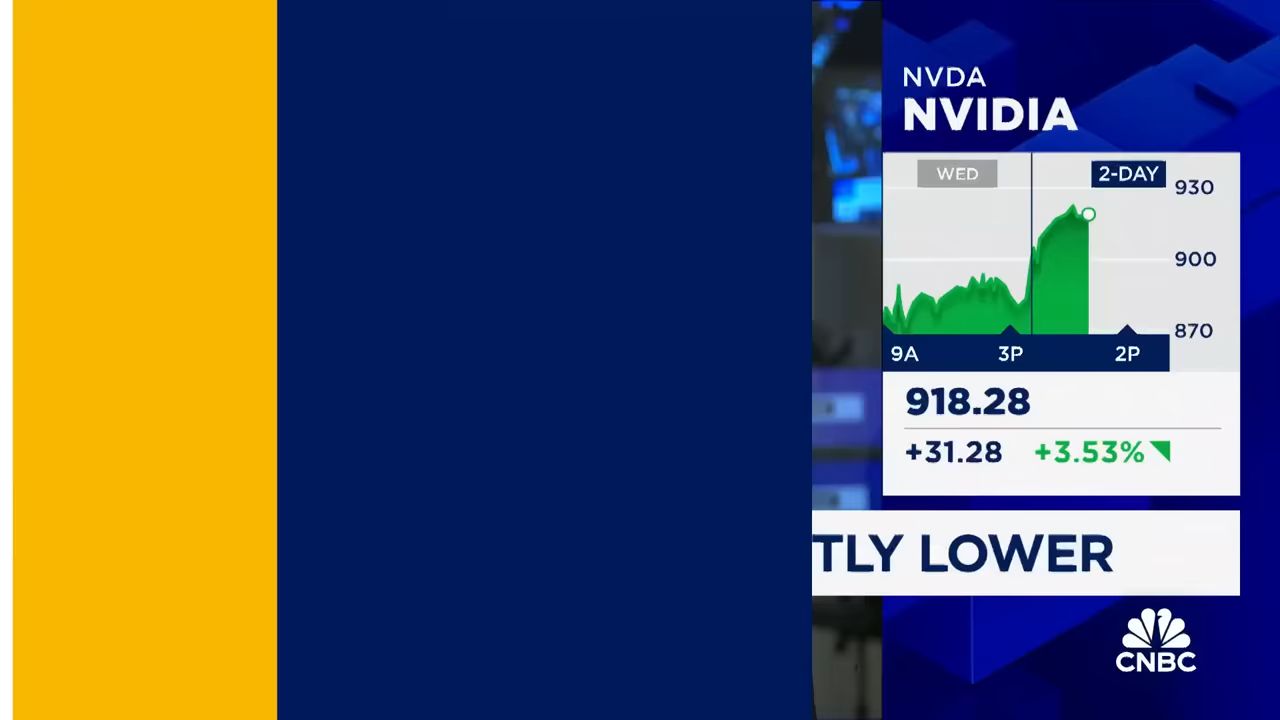 NVDA
NVIDIA
WED
2-DAY
930
900
870
9A
3P
2P
918.28
+31.28 +3.53%
TLY LOWER
CNBC